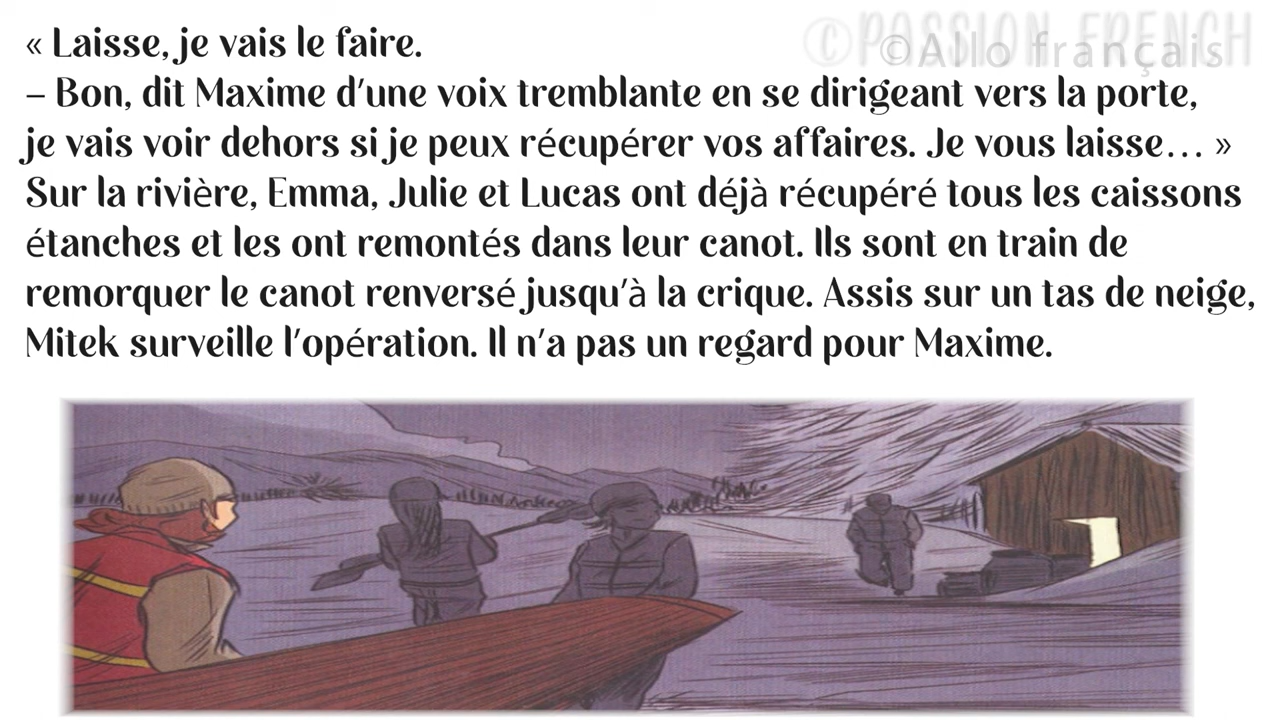 ©PASSION FRENCH
©Allo français
« Laisse, je vais le faire.
– Bon, dit Maxime d'une voix tremblante en se dirigeant vers la porte,
je vais voir dehors si je peux récupérer vos affaires. Je vous laisse… »
Sur la rivière, Emma, Julie et Lucas ont déjà récupéré tous les caissons
étanches et les ont remontés dans leur canot. Ils sont en train de
remorquer le canot renversé jusqu'à la crique. Assis sur un tas de neige,
Mitek surveille l'opération. Il n'a pas un regard pour Maxime.